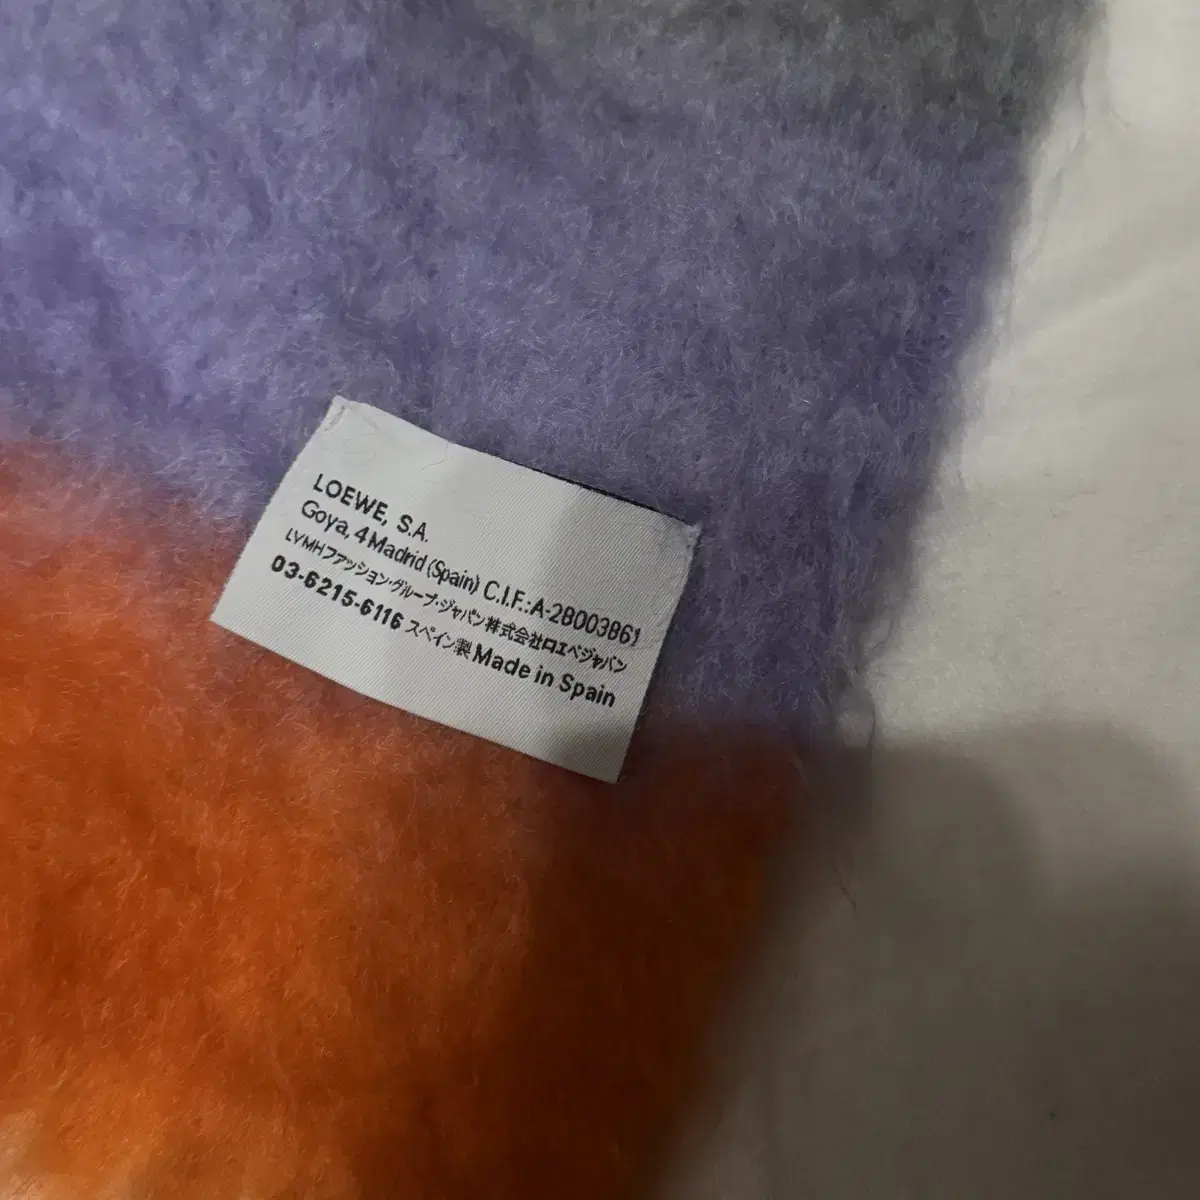 LOEWE, S.A.
Goya, 4 Madrid (Spain) C.I.F.:A-28003861
LVMHファッション・グループ・ジャパン株式会社ロエベジャパン
03-6215-6116 スペイン製 Made in Spain